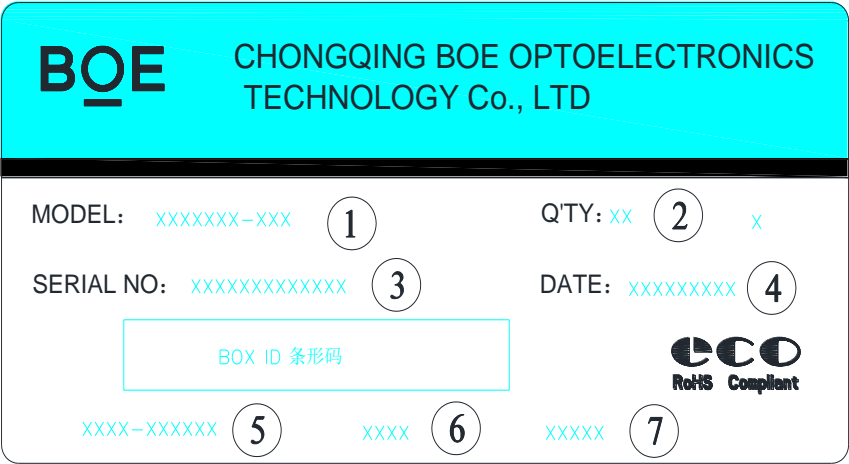 BOE CHONGQING BOE OPTOELECTRONICS
TECHNOLOGY Co., LTD
MODEL： XXXXXXX-XXX 1 Q'TY: XX 2 X
SERIAL NO： XXXXXXXXXXXXX 3 DATE： XXXXXXXXX 4
BOX ID 条形码
eco
RoHS Compliant
XXXX-XXXXXX 5 XXXX 6 XXXXX 7